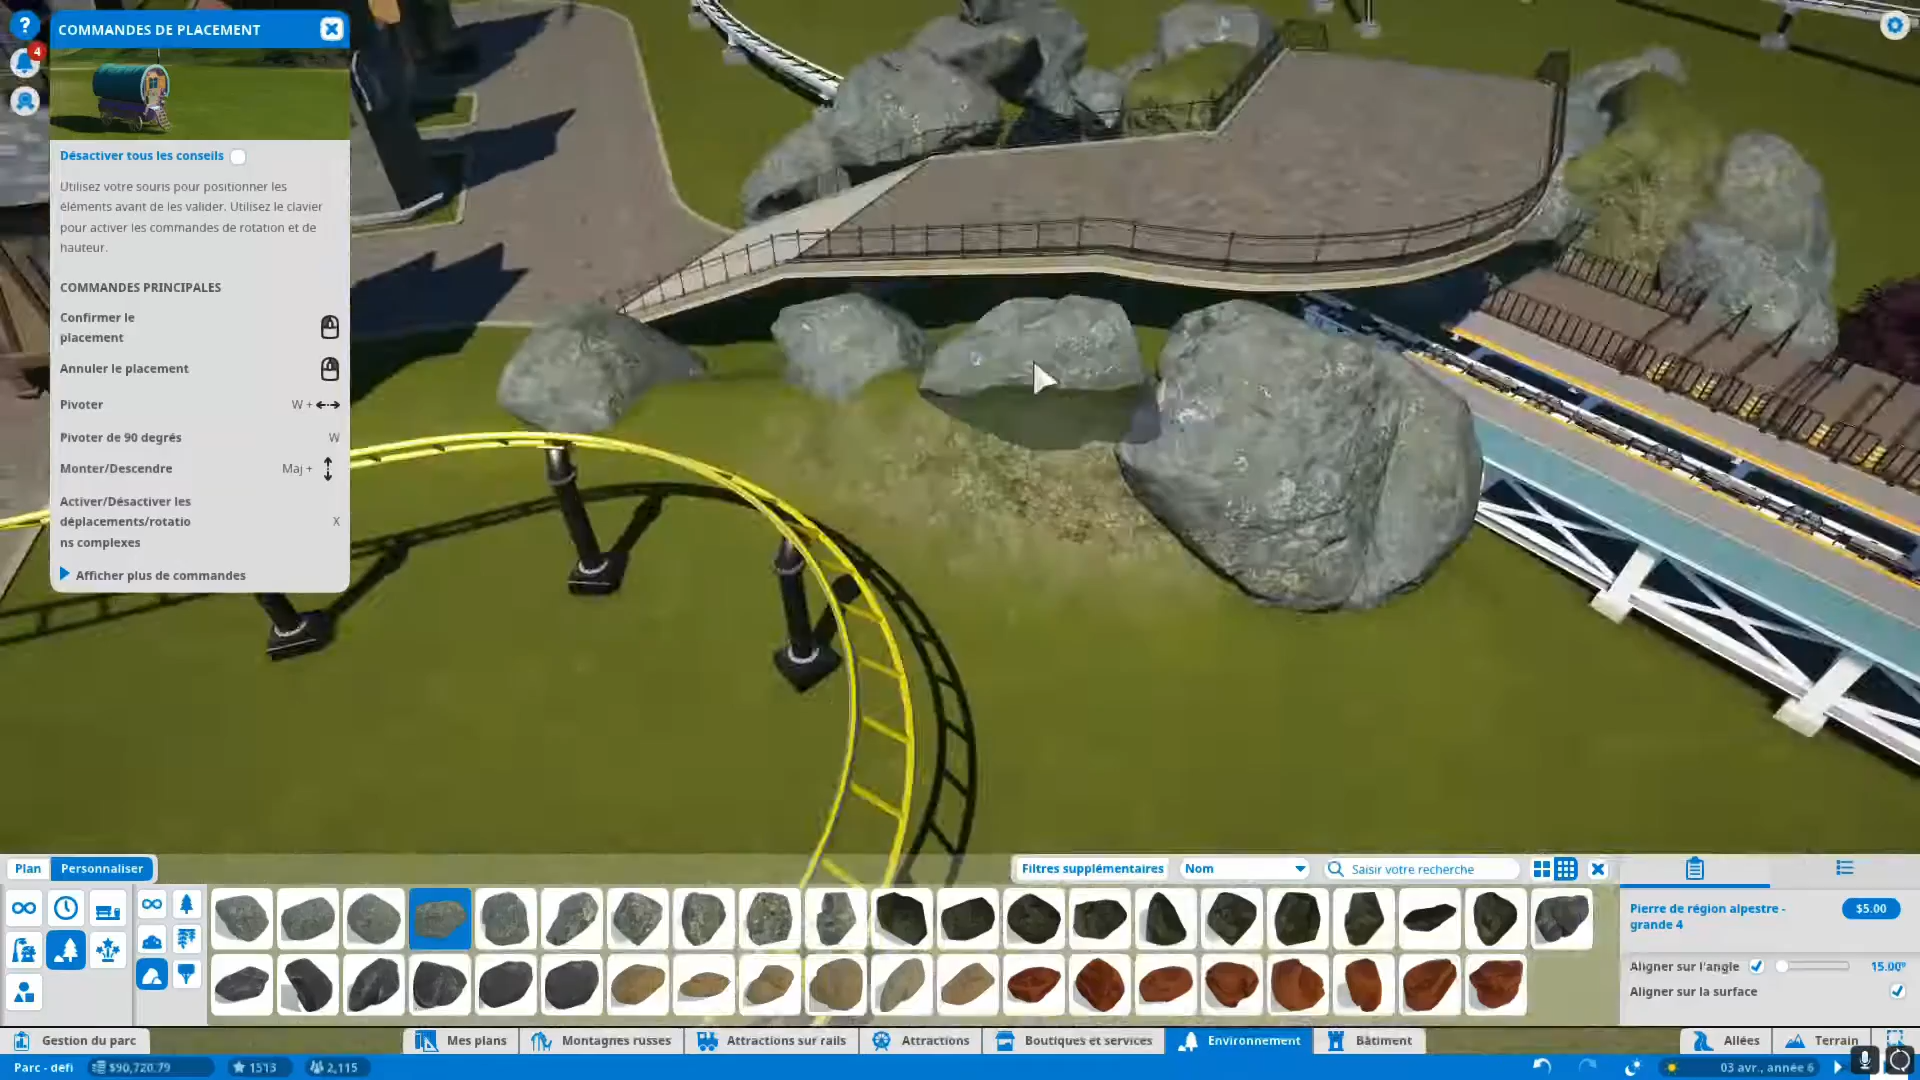 COMMANDES DE PLACEMENT
4
Désactiver tous les conseils
Utilisez votre souris pour positionner les
éléments avant de les valider. Utilisez le clavier
pour activer les commandes de rotation et de
hauteur.
COMMANDES PRINCIPALES
Confirmer le
placement
Annuler le placement
Pivoter W +
Pivoter de 90 degrés W
Monter/Descendre Maj +
Activer/Désactiver les
déplacements/rotatio
ns complexes X
Afficher plus de commandes
Plan Personnaliser
Filtres supplémentaires Nom Saisir votre recherche
Pierre de région alpestre -
grande 4 $5.00
Aligner sur l'angle 15.00°
Aligner sur la surface
Gestion du parc Mes plans Montagnes russes Attractions sur rails Attractions Boutiques et services Environnement Bâtiment Allées Terrain
Parc - défi $90,720.79 1513 2,115 03 avr., année 6